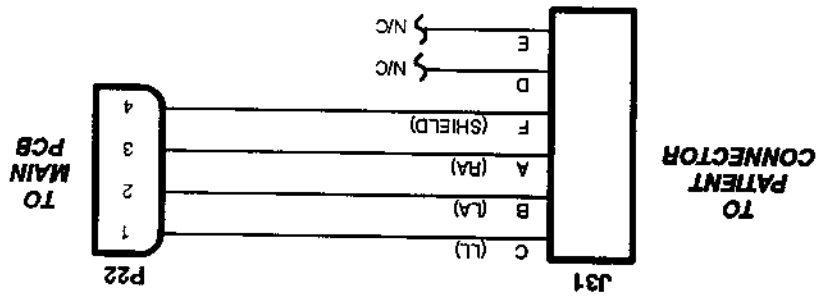 J31
P22
TO
PATIENT
CONNECTOR
C (LL) 1
B (LA) 2
A (RA) 3
F (SHIELD) 4
D N/C
E N/C
TO
MAIN
PCB